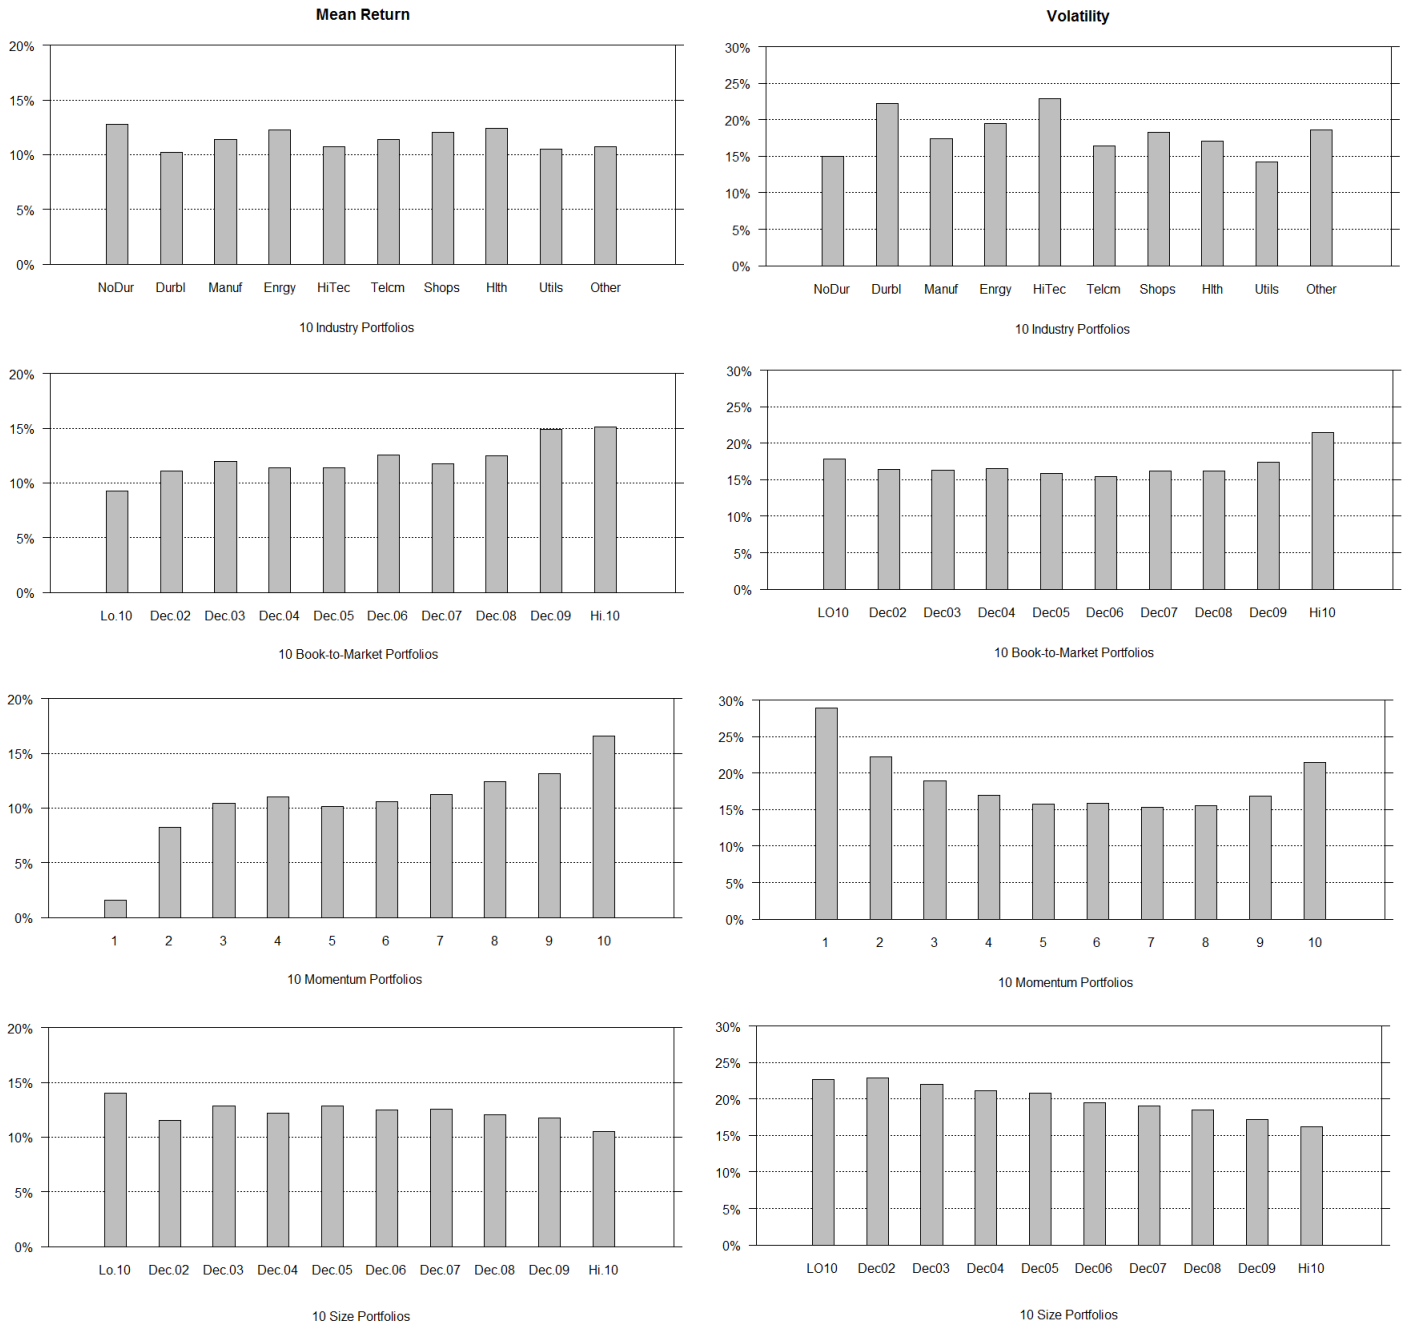 Mean Return
20%
15%
10%
5%
0%
NoDur Durbl Manuf Enrgy HiTec Telcm Shops Hlth Utils Other
10 Industry Portfolios
Volatility
30%
25%
20%
15%
10%
5%
0%
NoDur Durbl Manuf Enrgy HiTec Telcm Shops Hlth Utils Other
10 Industry Portfolios
20%
15%
10%
5%
0%
Lo.10 Dec.02 Dec.03 Dec.04 Dec.05 Dec.06 Dec.07 Dec.08 Dec.09 Hi.10
10 Book-to-Market Portfolios
30%
25%
20%
15%
10%
5%
0%
LO10 Dec02 Dec03 Dec04 Dec05 Dec06 Dec07 Dec08 Dec09 Hi10
10 Book-to-Market Portfolios
20%
15%
10%
5%
0%
1 2 3 4 5 6 7 8 9 10
10 Momentum Portfolios
30%
25%
20%
15%
10%
5%
0%
1 2 3 4 5 6 7 8 9 10
10 Momentum Portfolios
20%
15%
10%
5%
0%
Lo.10 Dec.02 Dec.03 Dec.04 Dec.05 Dec.06 Dec.07 Dec.08 Dec.09 Hi.10
10 Size Portfolios
30%
25%
20%
15%
10%
5%
0%
LO10 Dec02 Dec03 Dec04 Dec05 Dec06 Dec07 Dec08 Dec09 Hi10
10 Size Portfolios